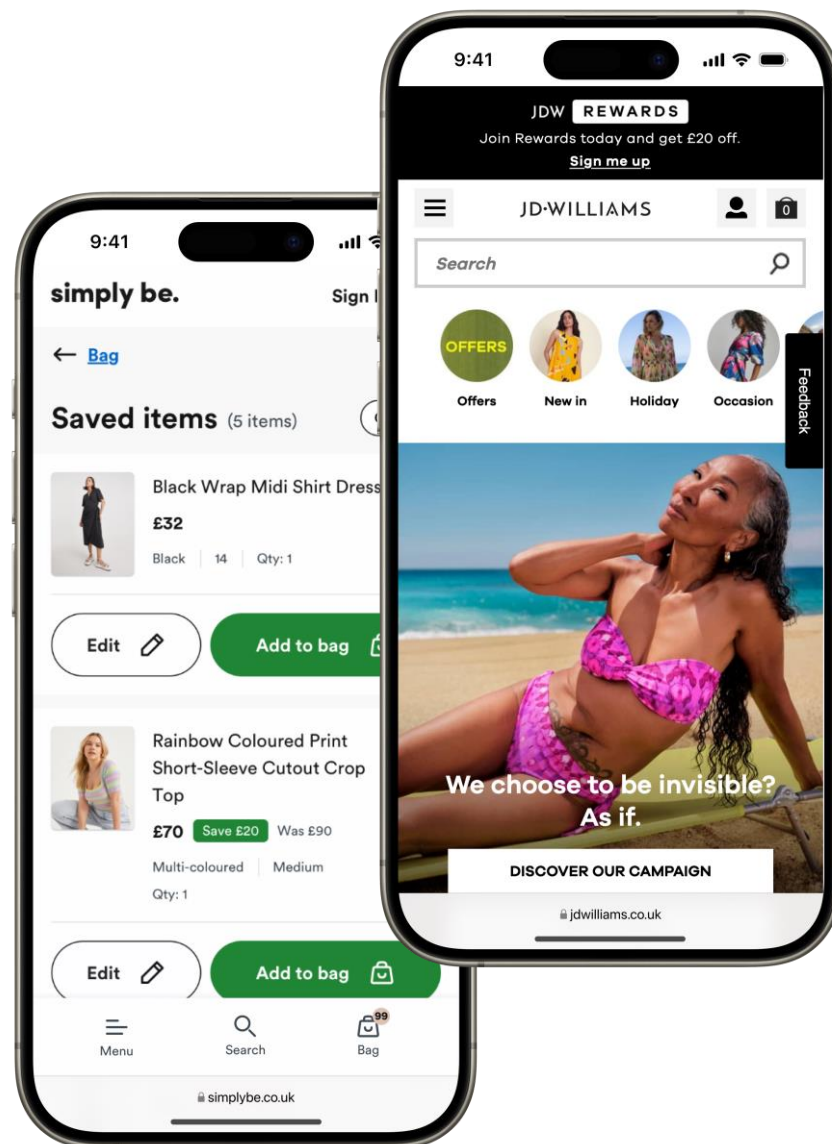 9:41
simply be.
Sign
Bag
Saved items (5 items)
Black Wrap Midi Shirt Dress
£32
Black 14 Qty: 1
Edit Add to bag
Rainbow Coloured Print
Short-Sleeve Cutout Crop
Top
£70 Save £20 Was £90
Multi-coloured Medium
Qty: 1
Edit Add to bag
99
Menu Search Bag
simplybe.co.uk
9:41
JDW REWARDS
Join Rewards today and get £20 off.
Sign me up
JD·WILLIAMS 0
Search
OFFERS
Offers New in Holiday Occasion
Feedback
We choose to be invisible?
As if.
DISCOVER OUR CAMPAIGN
jdwilliams.co.uk